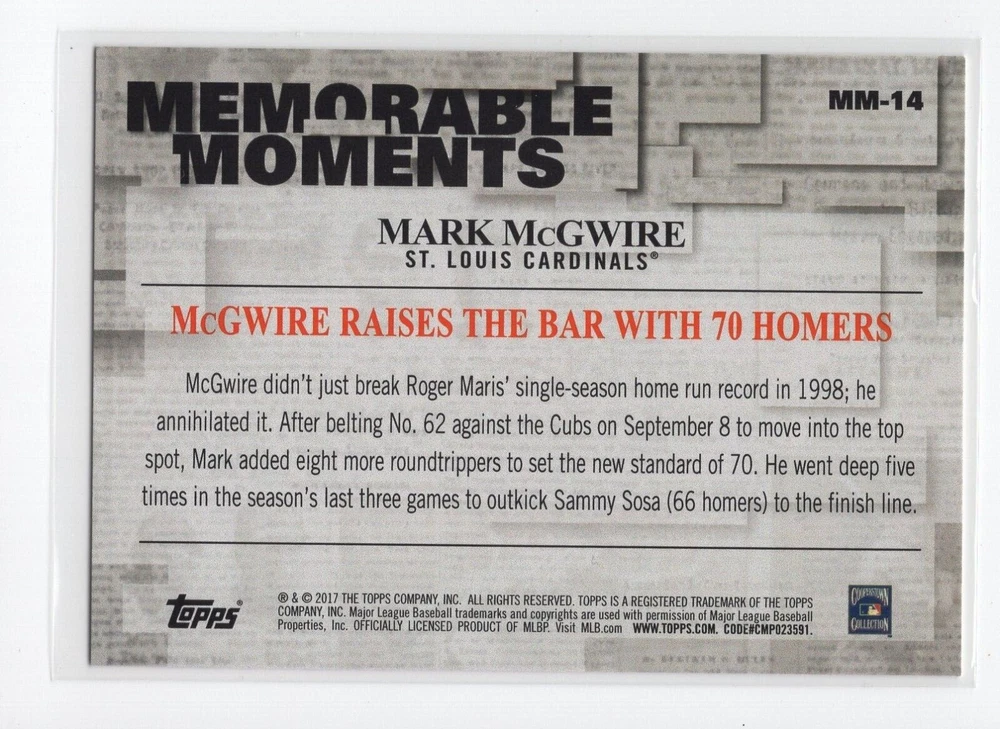 MEMORABLE
MM-14
MOMENTS
MARK McGWIRE
ST. LOUIS CARDINALS®
McGWIRE RAISES THE BAR WITH 70 HOMERS
McGwire didn't just break Roger Maris' single-season home run record in 1998; he
annihilated it. After belting No. 62 against the Cubs on September 8 to move into the top
spot, Mark added eight more roundtrippers to set the new standard of 70. He went deep five
times in the season's last three games to outkick Sammy Sosa (66 homers) to the finish line.
topps®
® & © 2017 THE TOPPS COMPANY, INC. ALL RIGHTS RESERVED. TOPPS IS A REGISTERED TRADEMARK OF THE TOPPS
COMPANY, INC. Major League Baseball trademarks and copyrights are used with permission of Major League Baseball
Properties, Inc. OFFICIALLY LICENSED PRODUCT OF MLBP. Visit MLB.com WWW.TOPPS.COM. CODE#CMP023591.
COOPERSTOWN
COLLECTION